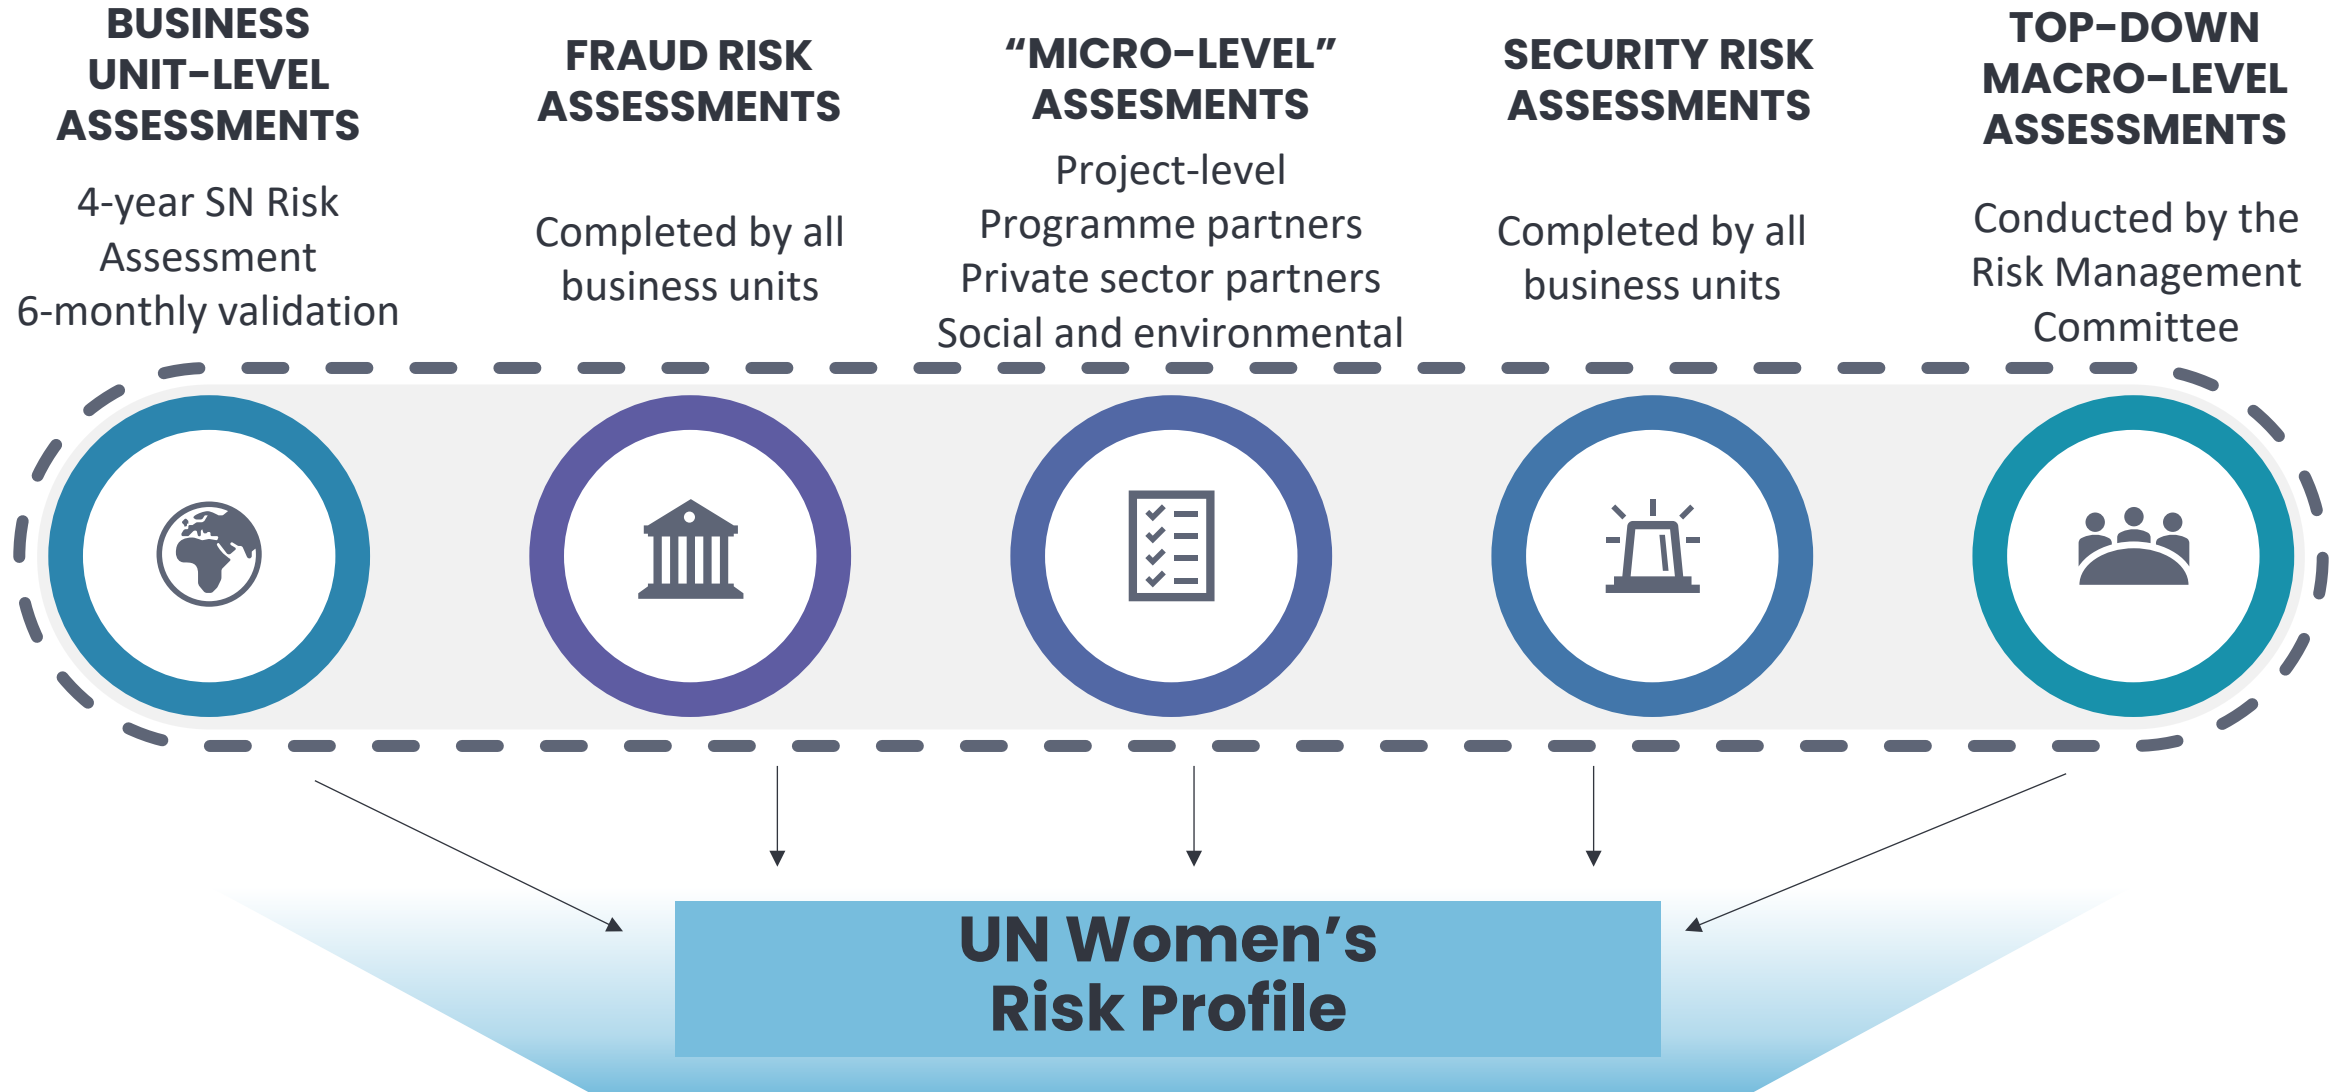 BUSINESS
UNIT-LEVEL
ASSESSMENTS
4-year SN Risk
Assessment
6-monthly validation
FRAUD RISK
ASSESSMENTS
Completed by all
business units
“MICRO-LEVEL”
ASSESMENTS
Project-level
Programme partners
Private sector partners
Social and environmental
SECURITY RISK
ASSESSMENTS
Completed by all
business units
TOP-DOWN
MACRO-LEVEL
ASSESSMENTS
Conducted by the
Risk Management
Committee
UN Women’s
Risk Profile